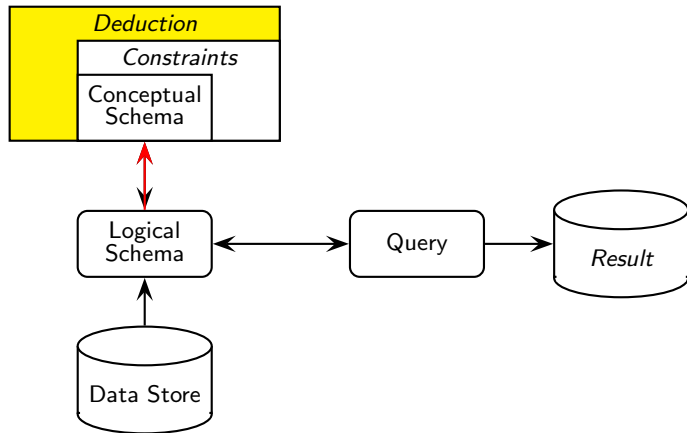 Deduction
Constraints
Conceptual
Schema
Logical
Schema
Query
Result
Data Store